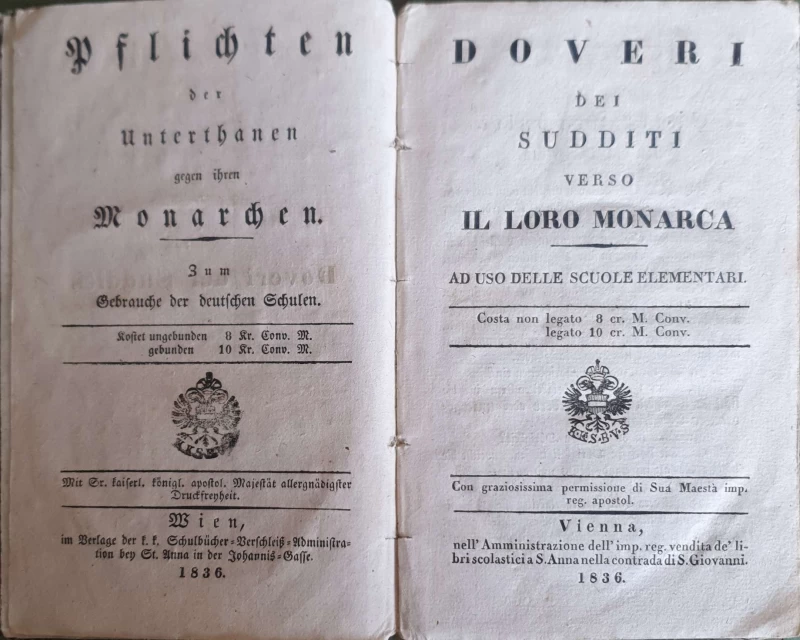 Pflichten
der
Unterthanen
gegen ihren
Monarchen.
Zum
Gebrauche der deutschen Schulen.
Kostet ungebunden 8 Kr. Conv. M.
gebunden 10 Kr. Conv. M.
Mit Sr. kaiserl. königl. apostol. Majestät allergnädigster
Druckfreyheit.
Wien,
im Verlage der k. k. Schulbücher-Verschleiß-Administra-
tion bey St. Anna in der Johannis-Gasse.
1836.
DOVERI
DEI
SUDDITI
VERSO
IL LORO MONARCA
AD USO DELLE SCUOLE ELEMENTARI.
Costa non legato 8 cr. M. Conv.
legato 10 cr. M. Conv.
K.K.S.B.V.S
Con graziosissima permissione di Sua Maestà imp.
reg. apostol.
Vienna,
nell' Amministrazione dell' imp. reg. vendita de' li-
bri scolastici a S. Anna nella contrada di S. Giovanni.
1836.